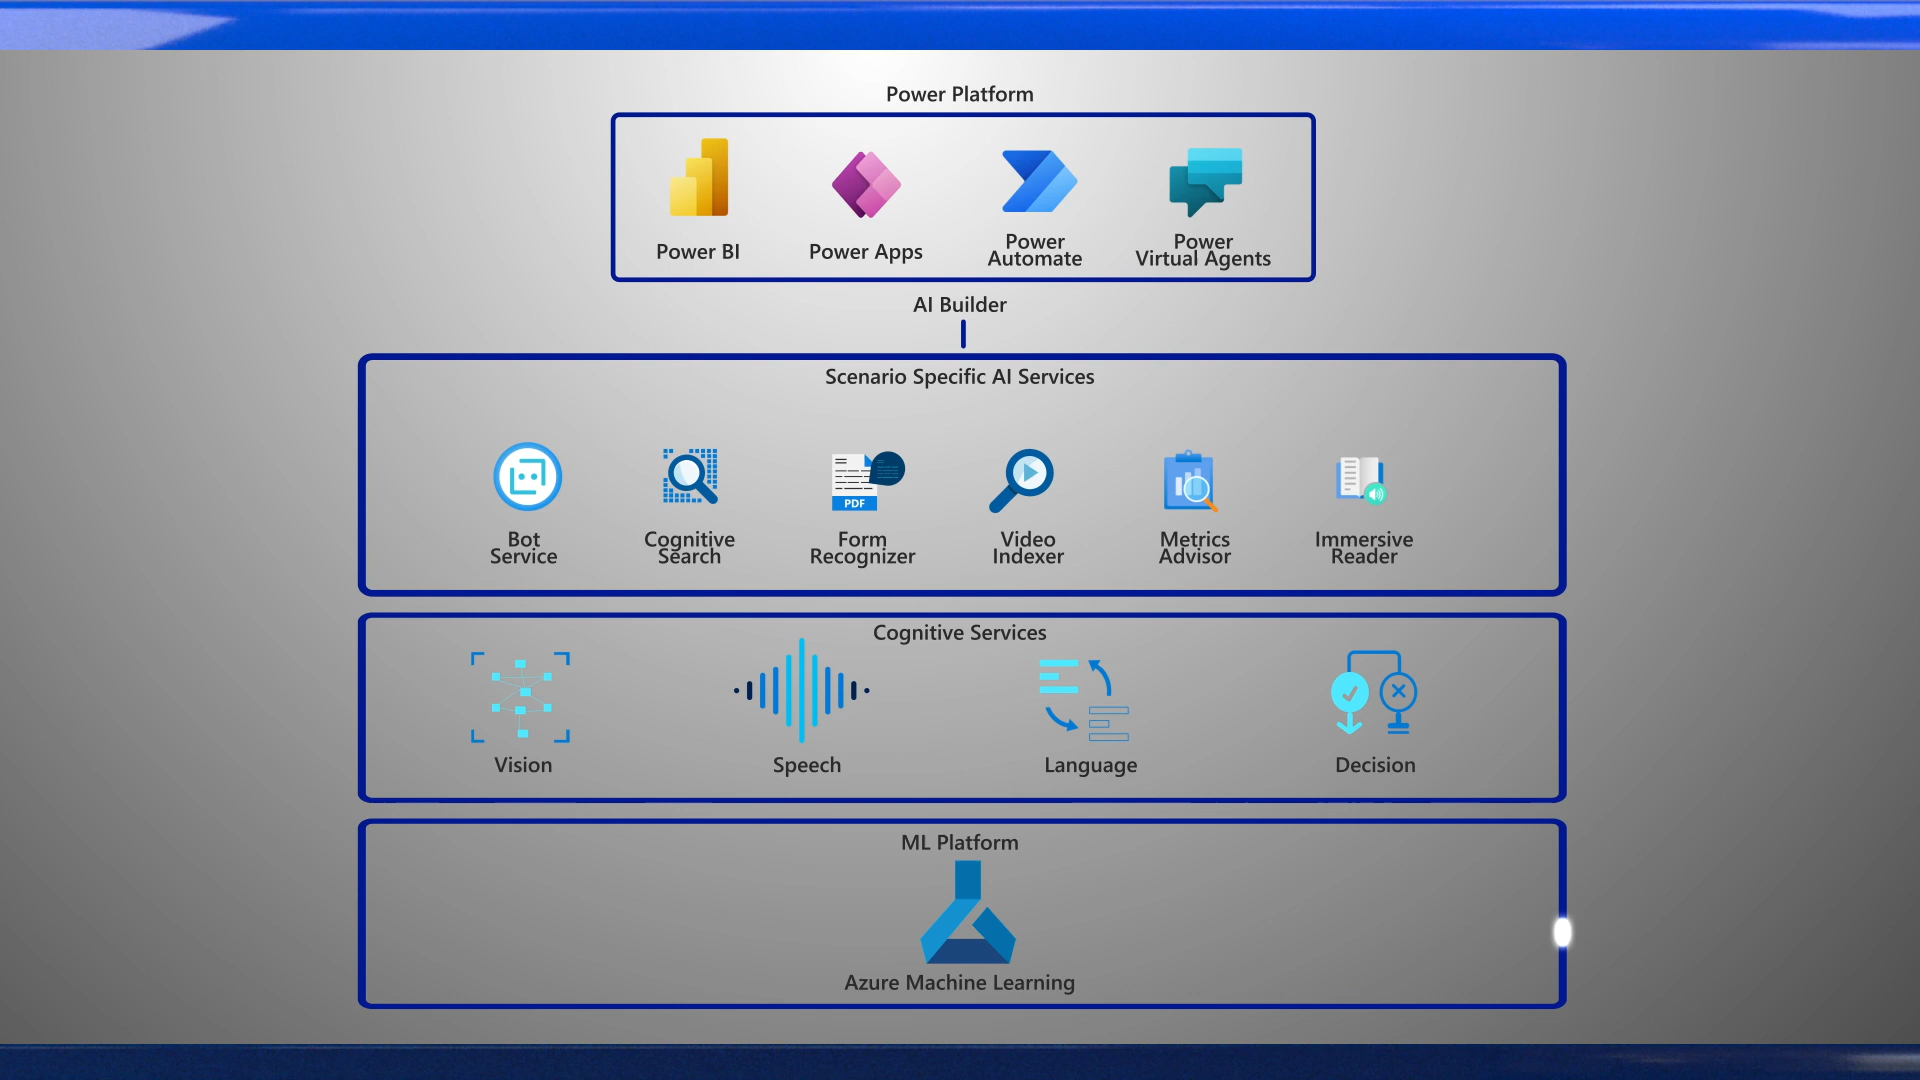 Power Platform
Power BI
Power Apps
Power
Automate
Power
Virtual Agents
AI Builder
Scenario Specific AI Services
PDF
Bot
Service
Cognitive
Search
Form
Recognizer
Video
Indexer
Metrics
Advisor
Immersive
Reader
Cognitive Services
Vision
Speech
Language
Decision
ML Platform
Azure Machine Learning